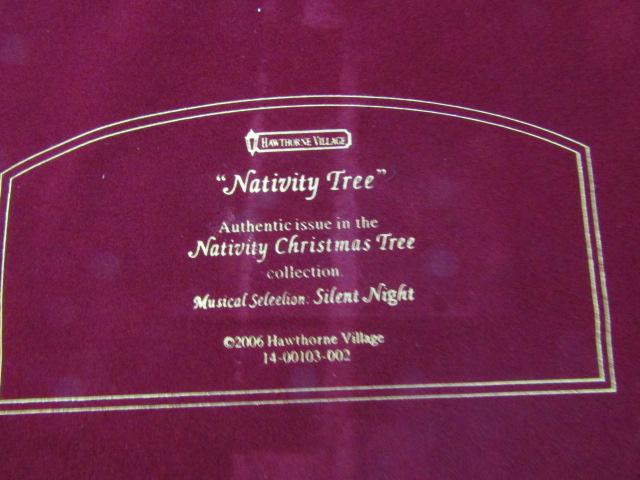 HAWTHORNE VILLAGE
“Nativity Tree”
Authentic issue in the
Nativity Christmas Tree
collection.
Musical Selection: Silent Night
©2006 Hawthorne Village
14-00103-002